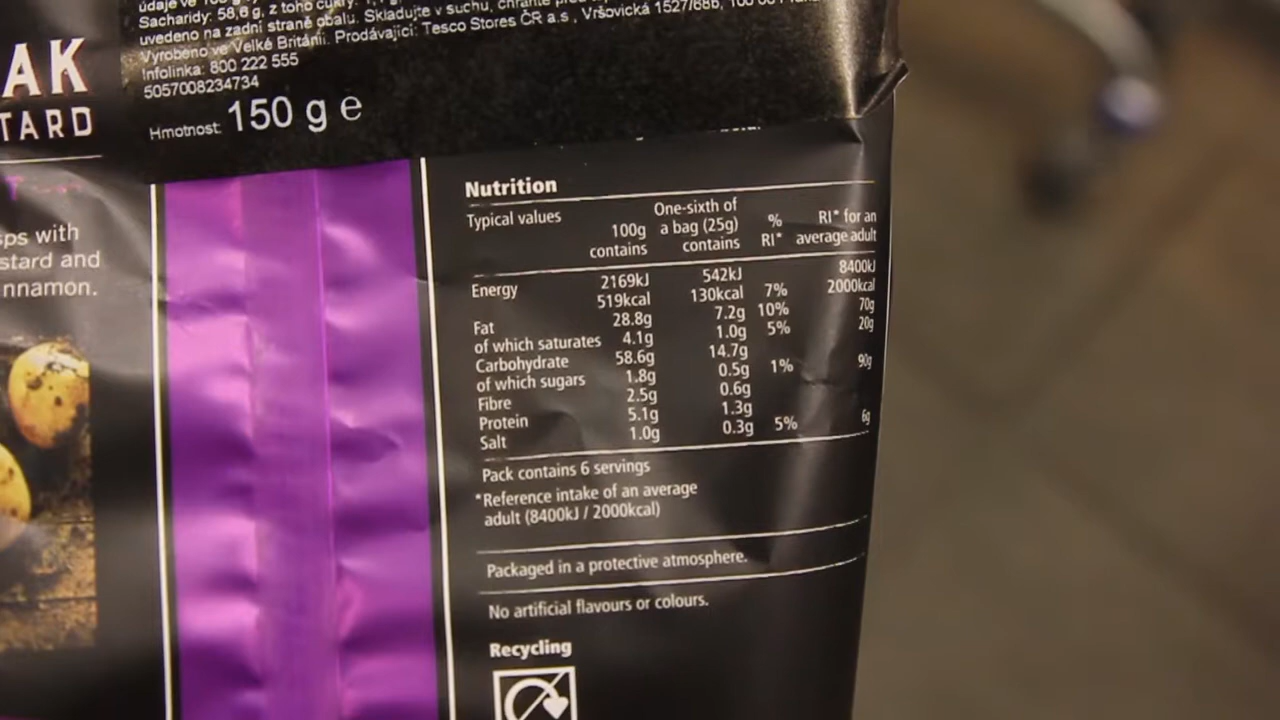 Sacharidy: 58,6 g, z toho cukry:
uvedeno na zadní straně obalu. Skladujte v suchu, chraňte
Vyrobeno ve Velké Británii. Prodávající: Tesco Stores ČR a.s., Vršovická 1527/68b,
Infolinka: 800 222 555
5057008234734
Hmotnost: 150 g e
AK
TARD
ps with
stard and
nnamon.
Nutrition
Typical values 100g contains One-sixth of a bag (25g) contains % RI* RI* for an average adult
Energy 2169kJ 542kJ 8400kJ
519kcal 130kcal 7% 2000kcal
Fat 28.8g 7.2g 10% 70g
of which saturates 4.1g 1.0g 5% 20g
Carbohydrate 58.6g 14.7g
of which sugars 1.8g 0.5g 1% 90g
Fibre 2.5g 0.6g
Protein 5.1g 1.3g
Salt 1.0g 0.3g 5% 6g
Pack contains 6 servings
*Reference intake of an average
adult (8400kJ / 2000kcal)
Packaged in a protective atmosphere.
No artificial flavours or colours.
Recycling